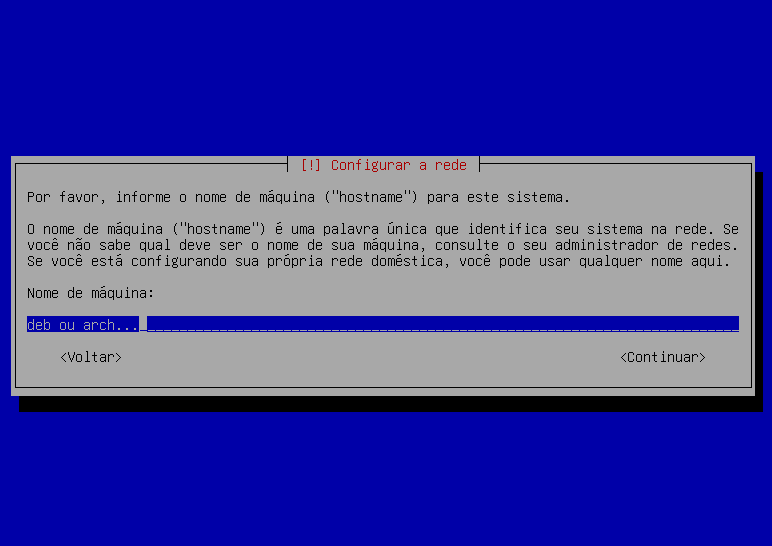 [!] Configurar a rede
Por favor, informe o nome de máquina ("hostname") para este sistema.
O nome de máquina ("hostname") é uma palavra única que identifica seu sistema na rede. Se
você não sabe qual deve ser o nome de sua máquina, consulte o seu administrador de redes.
Se você está configurando sua própria rede doméstica, você pode usar qualquer nome aqui.
Nome de máquina:
deb ou arch...
<Voltar> <Continuar>